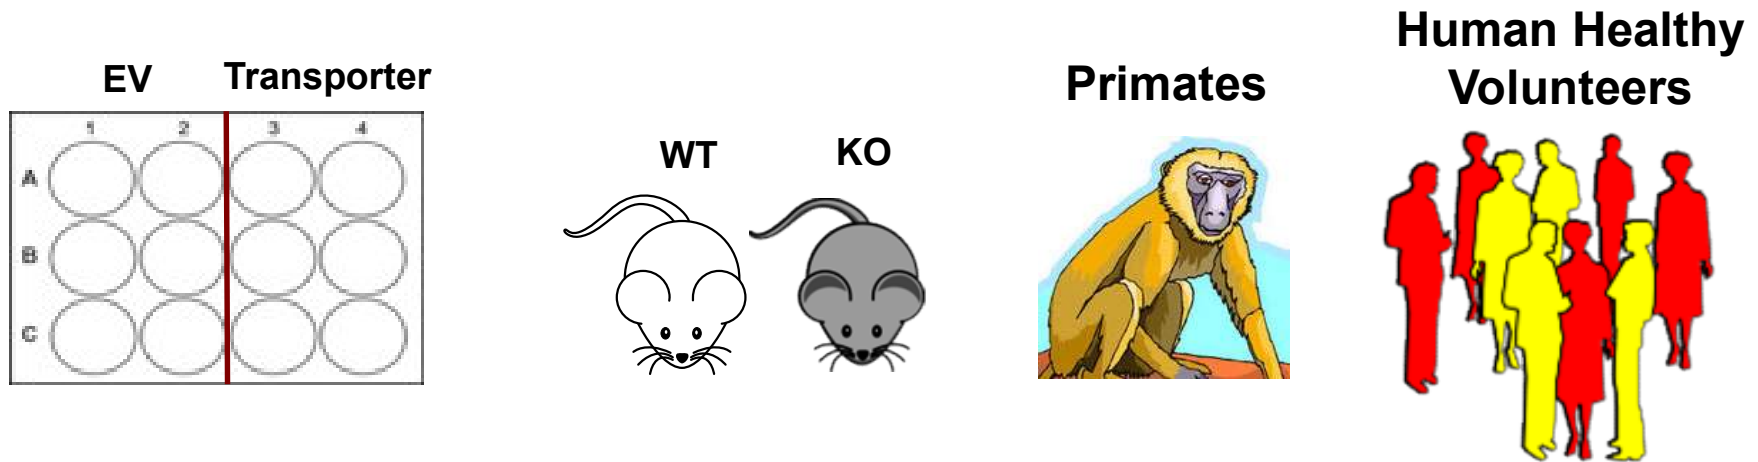 EV Transporter
1 2 3 4
A
B
C
WT KO
Primates
Human Healthy
Volunteers